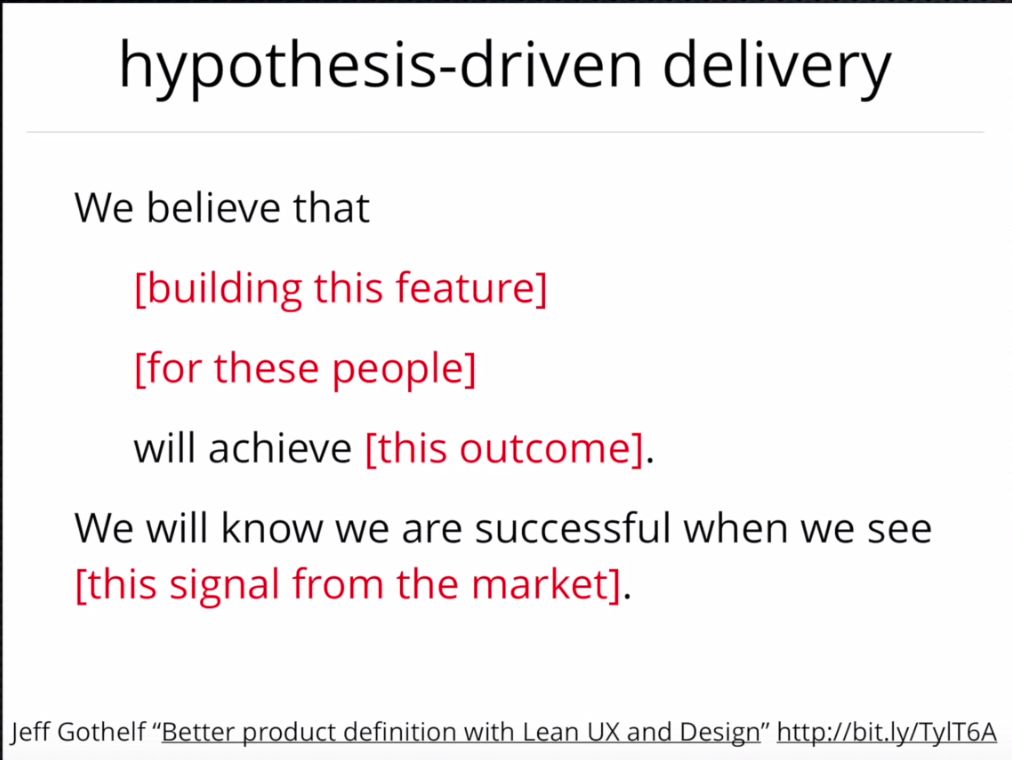 hypothesis-driven delivery
We believe that
[building this feature]
[for these people]
will achieve [this outcome].
We will know we are successful when we see
[this signal from the market].
Jeff Gothelf “Better product definition with Lean UX and Design” http://bit.ly/TylT6A